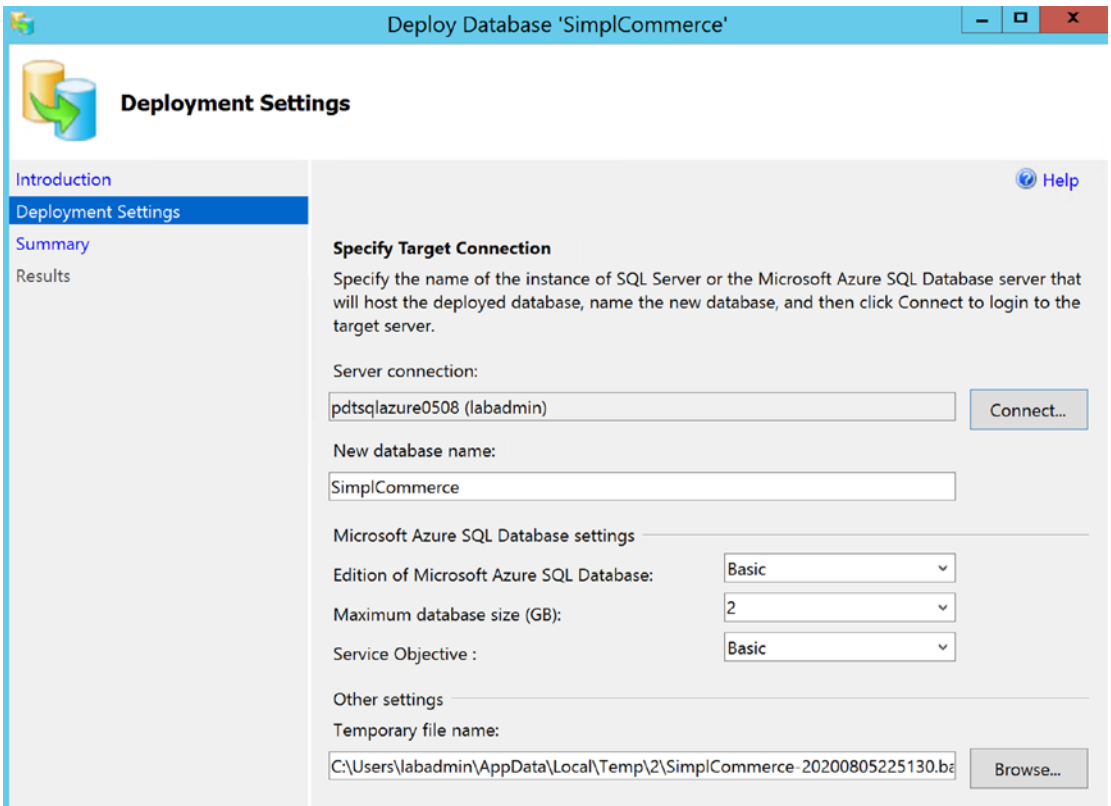 Deploy Database 'SimplCommerce'
Deployment Settings
Introduction
Deployment Settings
Summary
Results
Help
Specify Target Connection
Specify the name of the instance of SQL Server or the Microsoft Azure SQL Database server that
will host the deployed database, name the new database, and then click Connect to login to the
target server.
Server connection:
pdtsqlazure0508 (labadmin)
Connect...
New database name:
SimplCommerce
Microsoft Azure SQL Database settings
Edition of Microsoft Azure SQL Database:
Basic
Maximum database size (GB):
2
Service Objective :
Basic
Other settings
Temporary file name:
C:\Users\labadmin\AppData\Local\Temp\2\SimplCommerce-20200805225130.ba
Browse...